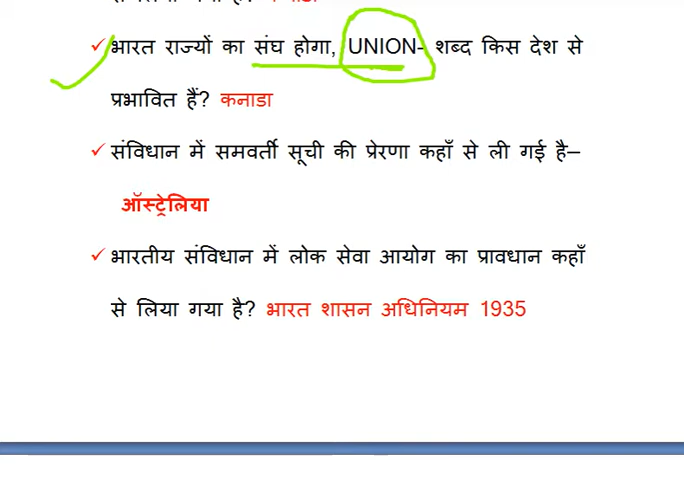 भारत राज्यों का संघ होगा, UNION- शब्द किस देश से
प्रभावित हैं? कनाडा
संविधान में समवर्ती सूची की प्रेरणा कहाँ से ली गई है–
ऑस्ट्रेलिया
भारतीय संविधान में लोक सेवा आयोग का प्रावधान कहाँ
से लिया गया है? भारत शासन अधिनियम 1935